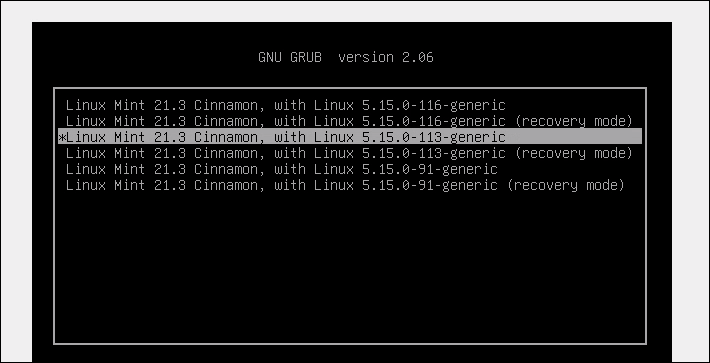 GNU GRUB  version 2.06
Linux Mint 21.3 Cinnamon, with Linux 5.15.0-116-generic
Linux Mint 21.3 Cinnamon, with Linux 5.15.0-116-generic (recovery mode)
*Linux Mint 21.3 Cinnamon, with Linux 5.15.0-113-generic
Linux Mint 21.3 Cinnamon, with Linux 5.15.0-113-generic (recovery mode)
Linux Mint 21.3 Cinnamon, with Linux 5.15.0-91-generic
Linux Mint 21.3 Cinnamon, with Linux 5.15.0-91-generic (recovery mode)